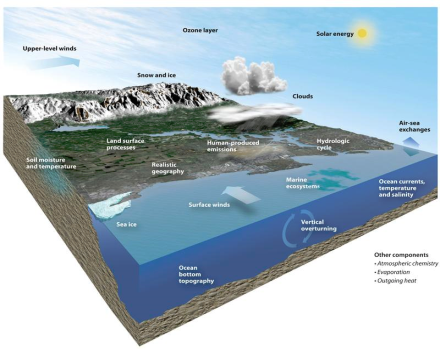 Ozone layer
Solar energy
Upper-level winds
Snow and ice
Clouds
Air-sea
exchanges
Land surface
processes
Human-produced
emissions
Hydrologic
cycle
Soil moisture
and temperature
Realistic
geography
Marine
ecosystems
Ocean currents,
temperature
and salinity
Surface winds
Sea ice
Vertical
overturning
Ocean
bottom
topography
Other components
• Atmospheric chemistry
• Evaporation
• Outgoing heat